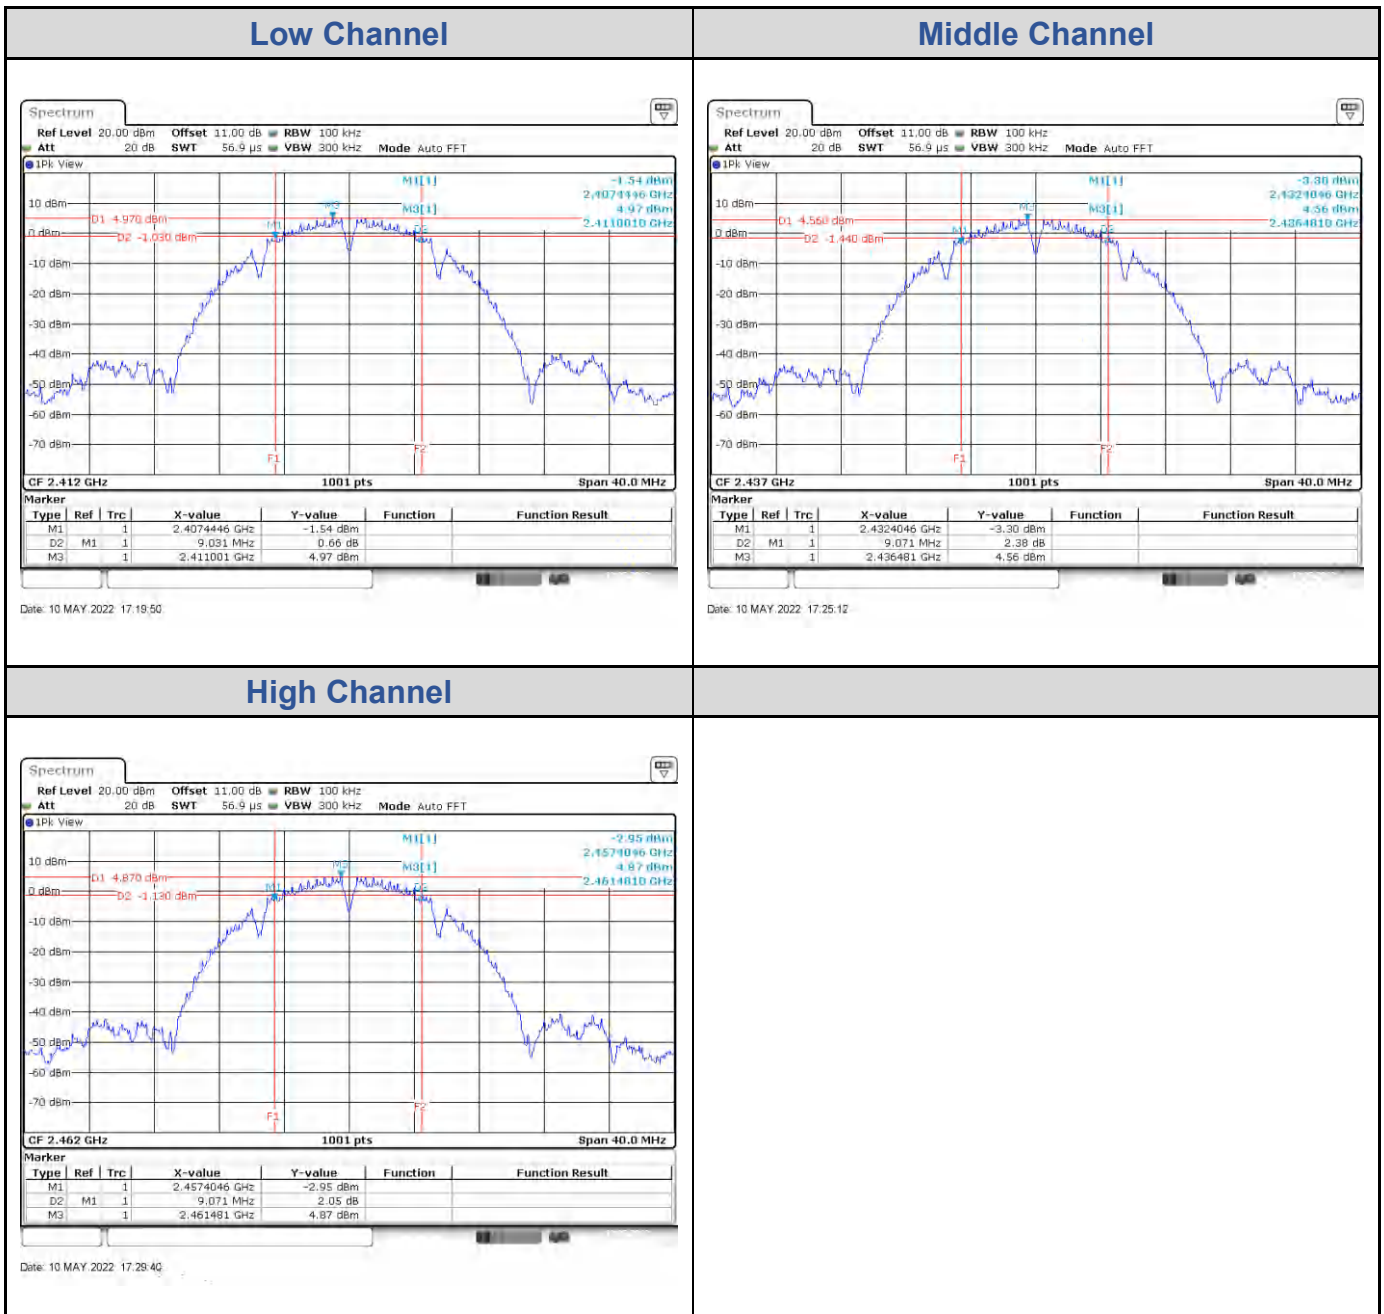 Low Channel
Middle Channel
Spectrum
Ref Level 20.00 dBm Offset 11.00 dB RBW 100 kHz
Att 20 dB SWT 56.9 µs VBW 300 kHz Mode Auto FFT
1Pk View
M1[1] -1.54 dBm
2.4074446 GHz
M3[1] 4.97 dBm
2.4110010 GHz
10 dBm
D1 4.970 dBm
0 dBm
D2 -1.030 dBm
-10 dBm
-20 dBm
-30 dBm
-40 dBm
-50 dBm
-60 dBm
-70 dBm
M1
M3
D2
F1
F2
CF 2.412 GHz 1001 pts Span 40.0 MHz
Marker
Type Ref Trc X-value Y-value Function Function Result
M1 1 2.4074446 GHz -1.54 dBm
D2 M1 1 9.031 MHz 0.66 dB
M3 1 2.411001 GHz 4.97 dBm
Date: 10 MAY 2022 17:19:50
Spectrum
Ref Level 20.00 dBm Offset 11.00 dB RBW 100 kHz
Att 20 dB SWT 56.9 µs VBW 300 kHz Mode Auto FFT
1Pk View
M1[1] -3.30 dBm
2.4324046 GHz
M3[1] 4.56 dBm
2.4364810 GHz
10 dBm
D1 4.560 dBm
0 dBm
D2 -1.440 dBm
-10 dBm
-20 dBm
-30 dBm
-40 dBm
-50 dBm
-60 dBm
-70 dBm
M1
M3
D2
F1
F2
CF 2.437 GHz 1001 pts Span 40.0 MHz
Marker
Type Ref Trc X-value Y-value Function Function Result
M1 1 2.4324046 GHz -3.30 dBm
D2 M1 1 9.071 MHz 2.38 dB
M3 1 2.436481 GHz 4.56 dBm
Date: 10 MAY 2022 17:25:12
High Channel
Spectrum
Ref Level 20.00 dBm Offset 11.00 dB RBW 100 kHz
Att 20 dB SWT 56.9 µs VBW 300 kHz Mode Auto FFT
1Pk View
M1[1] -2.95 dBm
2.4574046 GHz
M3[1] 4.87 dBm
2.4614810 GHz
10 dBm
D1 4.870 dBm
0 dBm
D2 -1.130 dBm
-10 dBm
-20 dBm
-30 dBm
-40 dBm
-50 dBm
-60 dBm
-70 dBm
M1
M3
D2
F1
F2
CF 2.462 GHz 1001 pts Span 40.0 MHz
Marker
Type Ref Trc X-value Y-value Function Function Result
M1 1 2.4574046 GHz -2.95 dBm
D2 M1 1 9.071 MHz 2.05 dB
M3 1 2.461481 GHz 4.87 dBm
Date: 10 MAY 2022 17:29:40